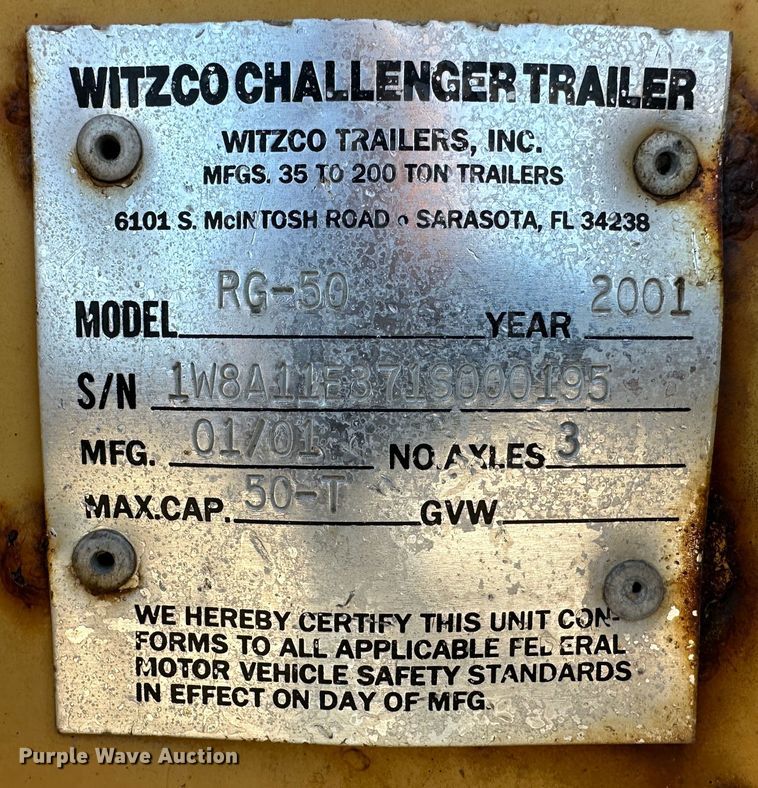 WITZCO CHALLENGER TRAILER
WITZCO TRAILERS, INC.
MFGS. 35 TO 200 TON TRAILERS
6101 S. McINTOSH ROAD • SARASOTA, FL 34238
MODEL RG-50 YEAR 2001
S/N 1W8A11E371S000195
MFG. 01/01 NO. AXLES 3
MAX.CAP. 50-T GVW
WE HEREBY CERTIFY THIS UNIT CON-
FORMS TO ALL APPLICABLE FEDERAL
MOTOR VEHICLE SAFETY STANDARDS
IN EFFECT ON DAY OF MFG.
Purple Wave Auction